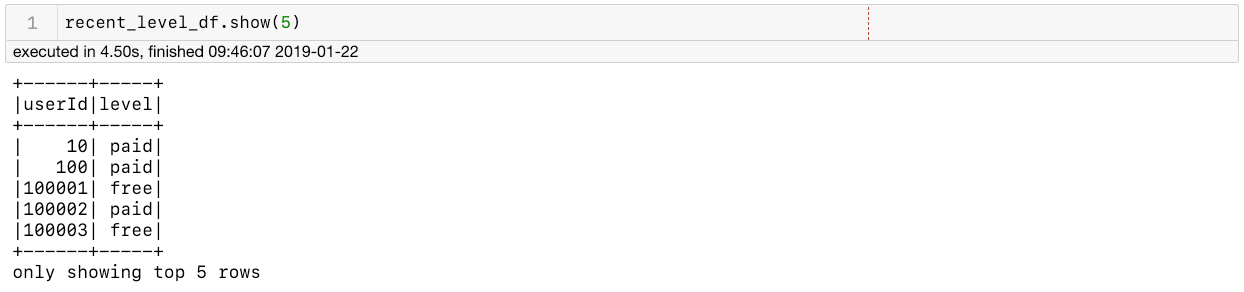 1 recent_level_df.show(5)
executed in 4.50s, finished 09:46:07 2019-01-22
+------+-----+
|userId|level|
+------+-----+
|    10| paid|
|   100| paid|
|100001| free|
|100002| paid|
|100003| free|
+------+-----+
only showing top 5 rows